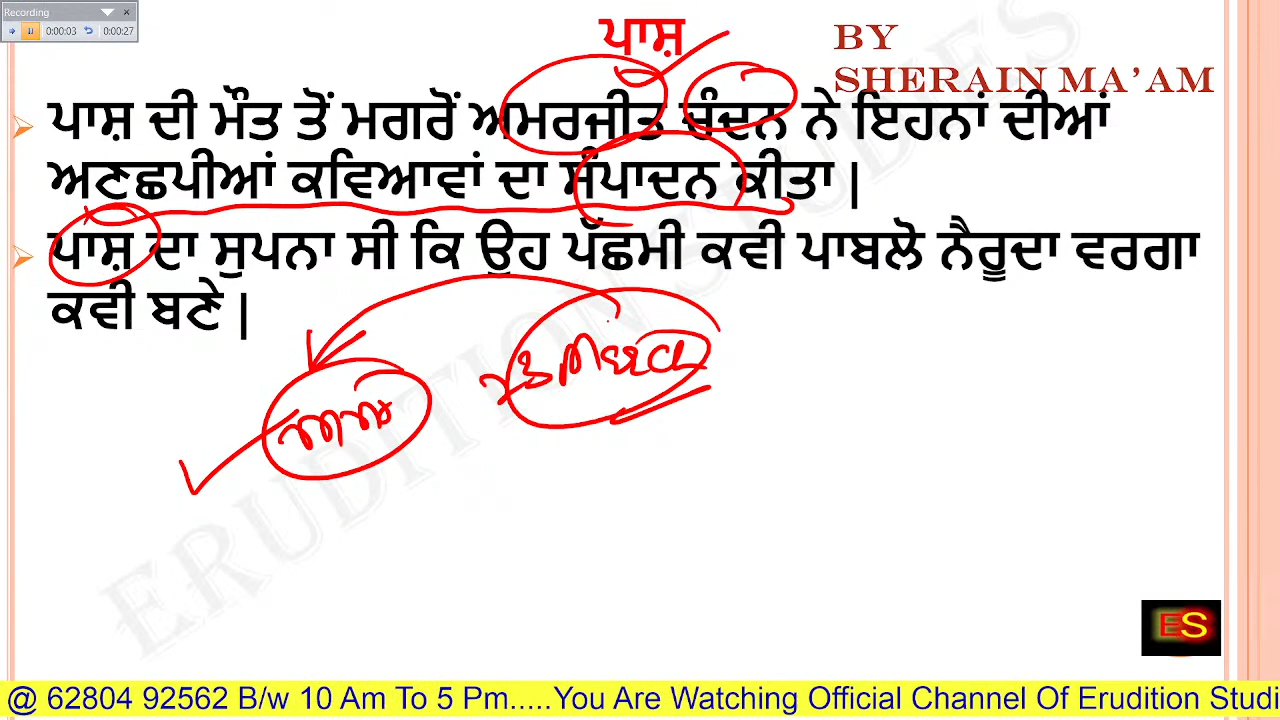 Recording
0:00:03
0:00:27
ਪਾਸ਼
BY
SHERAIN MA'AM
ਪਾਸ਼ ਦੀ ਮੌਤ ਤੋਂ ਮਗਰੋਂ ਅਮਰਜੀਤ ਚੰਦਨ ਨੇ ਇਹਨਾਂ ਦੀਆਂ
ਅਣਛਪੀਆਂ ਕਵਿਆਵਾਂ ਦਾ ਸੰਪਾਦਨ ਕੀਤਾ |
ਪਾਸ਼ ਦਾ ਸੁਪਨਾ ਸੀ ਕਿ ਉਹ ਪੱਛਮੀ ਕਵੀ ਪਾਬਲੋ ਨੈਰੂਦਾ ਵਰਗਾ
ਕਵੀ ਬਣੇ |
ERUDITION STUDIES
ES
@ 62804 92562 B/w 10 Am To 5 Pm.....You Are Watching Official Channel Of Erudition Studi